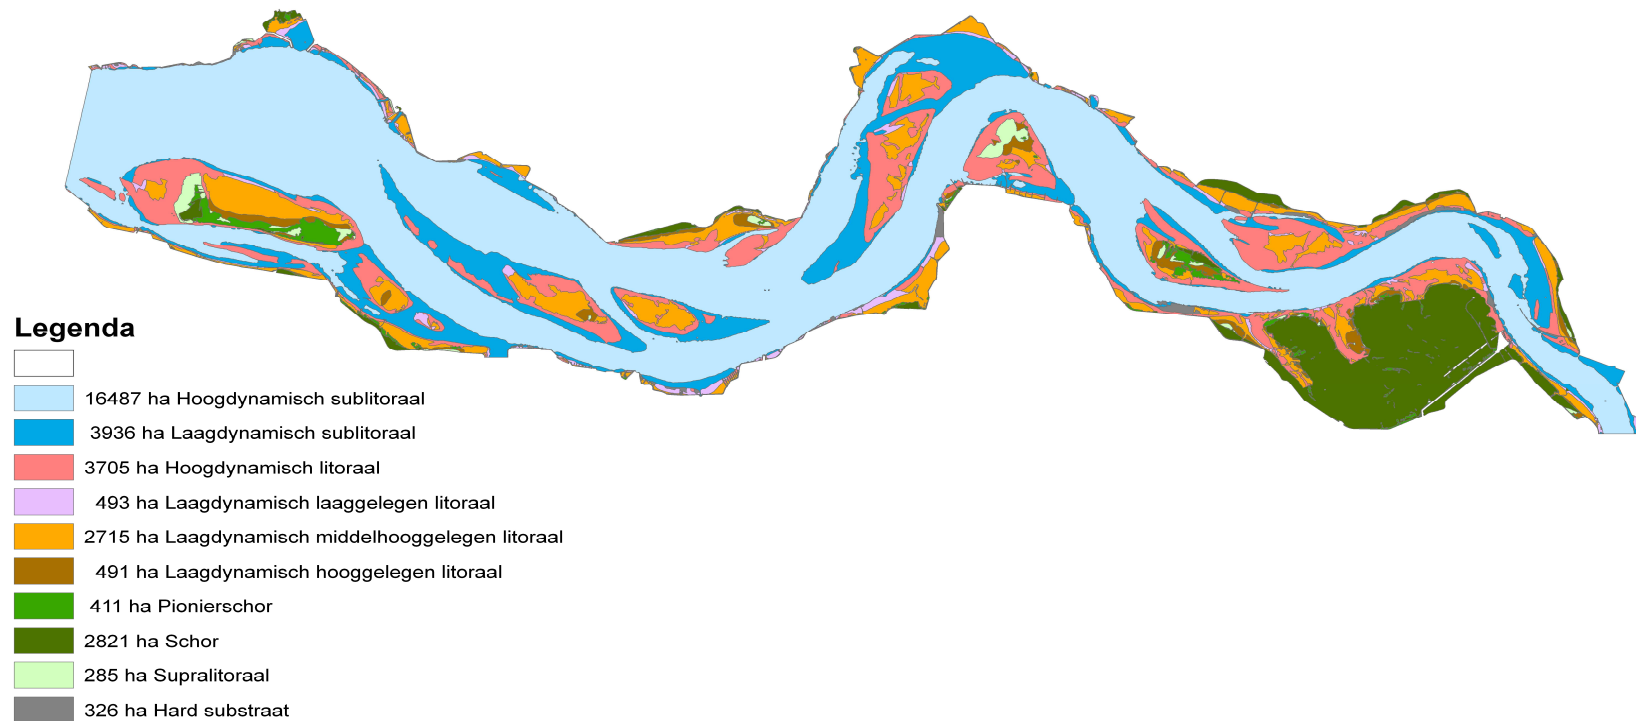 Legenda
16487 ha Hoogdynamisch sublitoraal
3936 ha Laagdynamisch sublitoraal
3705 ha Hoogdynamisch litoraal
493 ha Laagdynamisch laaggelegen litoraal
2715 ha Laagdynamisch middelhooggelegen litoraal
491 ha Laagdynamisch hooggelegen litoraal
411 ha Pionierschor
2821 ha Schor
285 ha Supralitoraal
326 ha Hard substraat